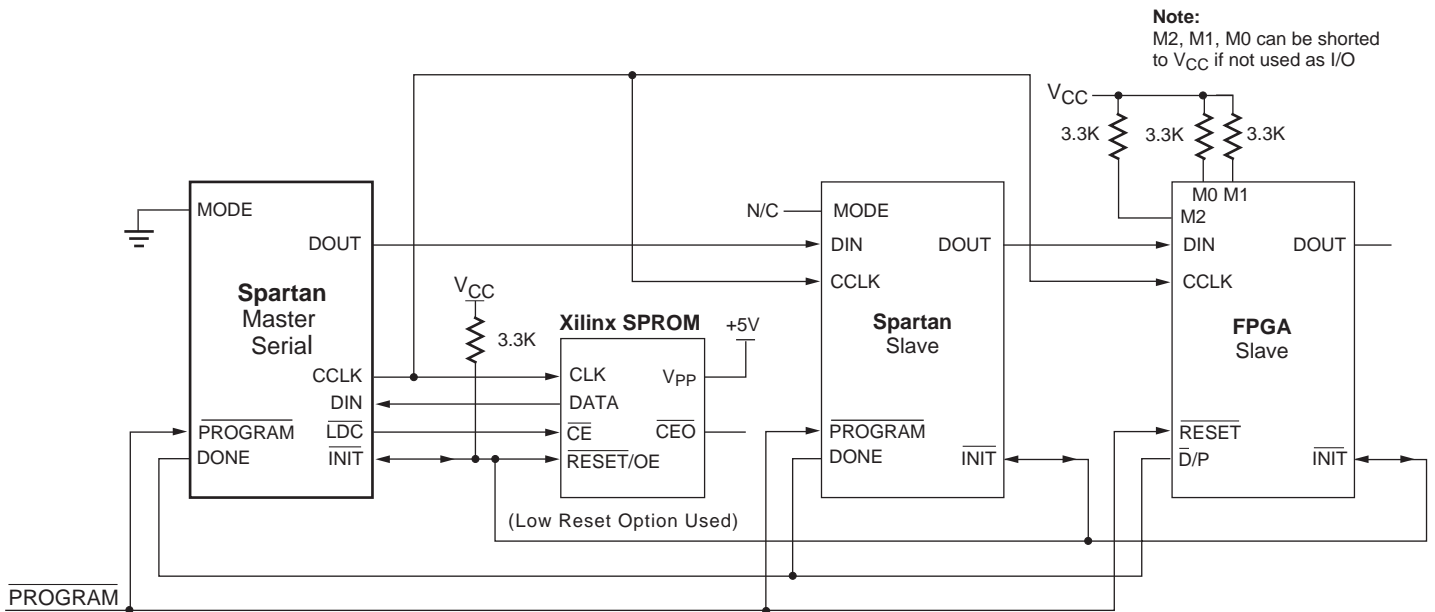 Note:
M2, M1, M0 can be shorted
to VCC if not used as I/O
VCC
3.3K
3.3K
3.3K
M0 M1
M2
MODE
DOUT
Spartan
Master
Serial
CCLK
DIN
PROGRAM
LDC
DONE
INIT
VCC
3.3K
Xilinx SPROM
+5V
CLK
VPP
DATA
CE
CEO
RESET/OE
(Low Reset Option Used)
N/C
MODE
DIN
DOUT
CCLK
Spartan
Slave
PROGRAM
DONE
INIT
DIN
DOUT
CCLK
FPGA
Slave
RESET
D/P
INIT
PROGRAM